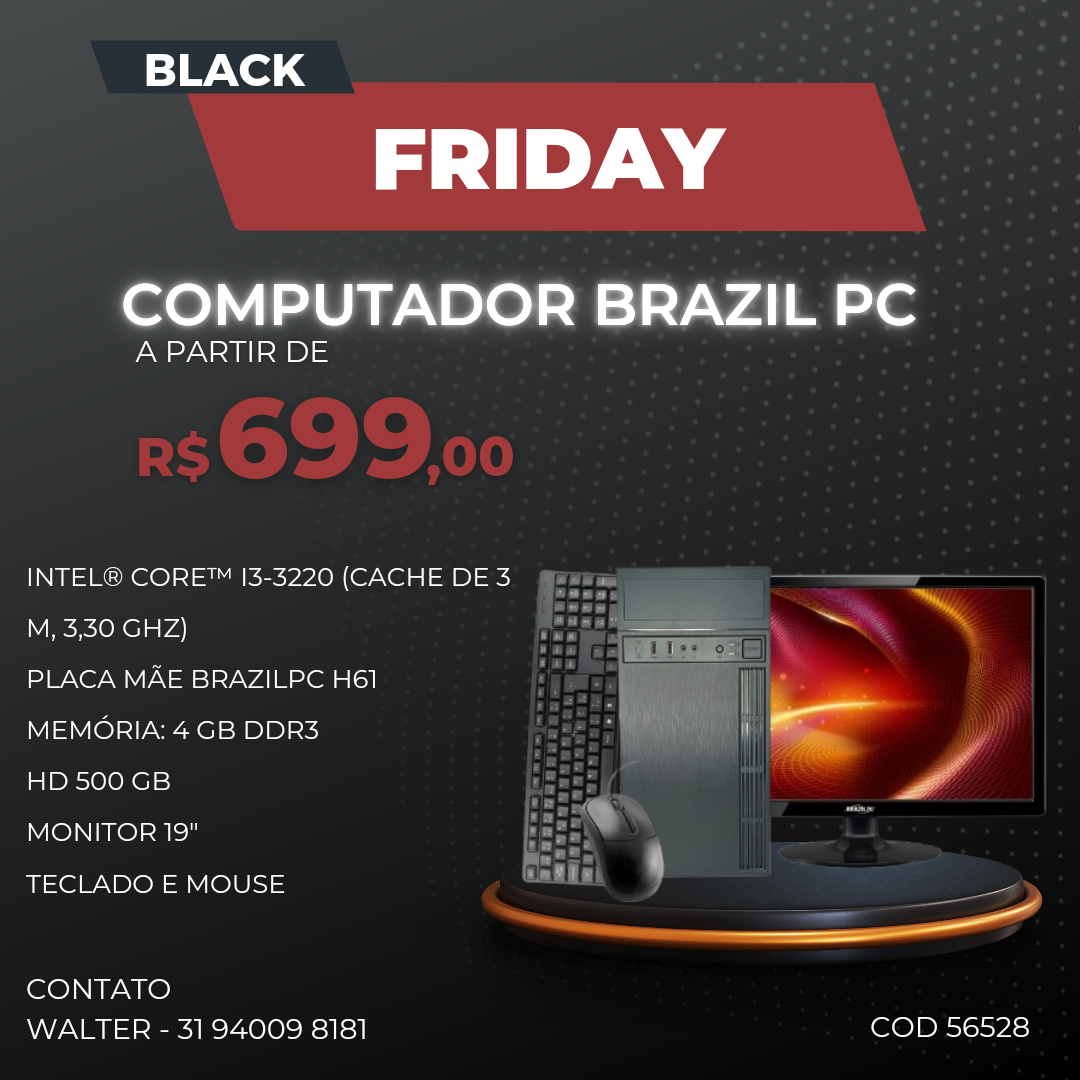 BLACK
FRIDAY
COMPUTADOR BRAZIL PC
A PARTIR DE
R$ 699,00
INTEL® CORE™ I3-3220 (CACHE DE 3
M, 3,30 GHZ)
PLACA MÃE BRAZILPC H61
MEMÓRIA: 4 GB DDR3
HD 500 GB
MONITOR 19"
TECLADO E MOUSE
CONTATO
WALTER - 31 94009 8181
COD 56528